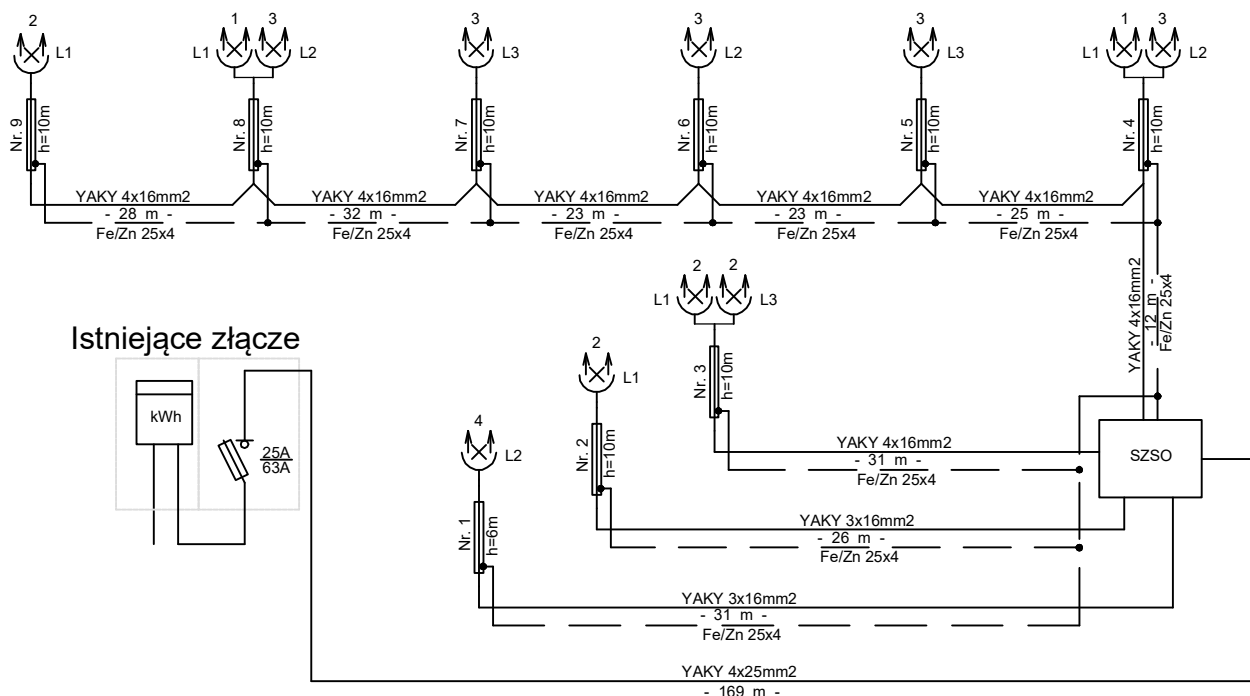 2
L1
1
3
L1
L2
3
L3
3
L2
3
L3
1
3
L1
L2
Nr. 9
h=10m
Nr. 8
h=10m
Nr. 7
h=10m
Nr. 6
h=10m
Nr. 5
h=10m
Nr. 4
h=10m
YAKY 4x16mm2
- 28 m -
Fe/Zn 25x4
YAKY 4x16mm2
- 32 m -
Fe/Zn 25x4
YAKY 4x16mm2
- 23 m -
Fe/Zn 25x4
YAKY 4x16mm2
- 23 m -
Fe/Zn 25x4
YAKY 4x16mm2
- 25 m -
Fe/Zn 25x4
YAKY 4x16mm2
- 12 m -
Fe/Zn 25x4
2
2
L1
L3
Nr. 3
h=10m
Istniejące złącze
kWh
25A
63A
2
L1
Nr. 2
h=10m
4
L2
Nr. 1
h=6m
YAKY 4x16mm2
- 31 m -
Fe/Zn 25x4
SZSO
YAKY 3x16mm2
- 26 m -
Fe/Zn 25x4
YAKY 3x16mm2
- 31 m -
Fe/Zn 25x4
YAKY 4x25mm2
- 169 m -